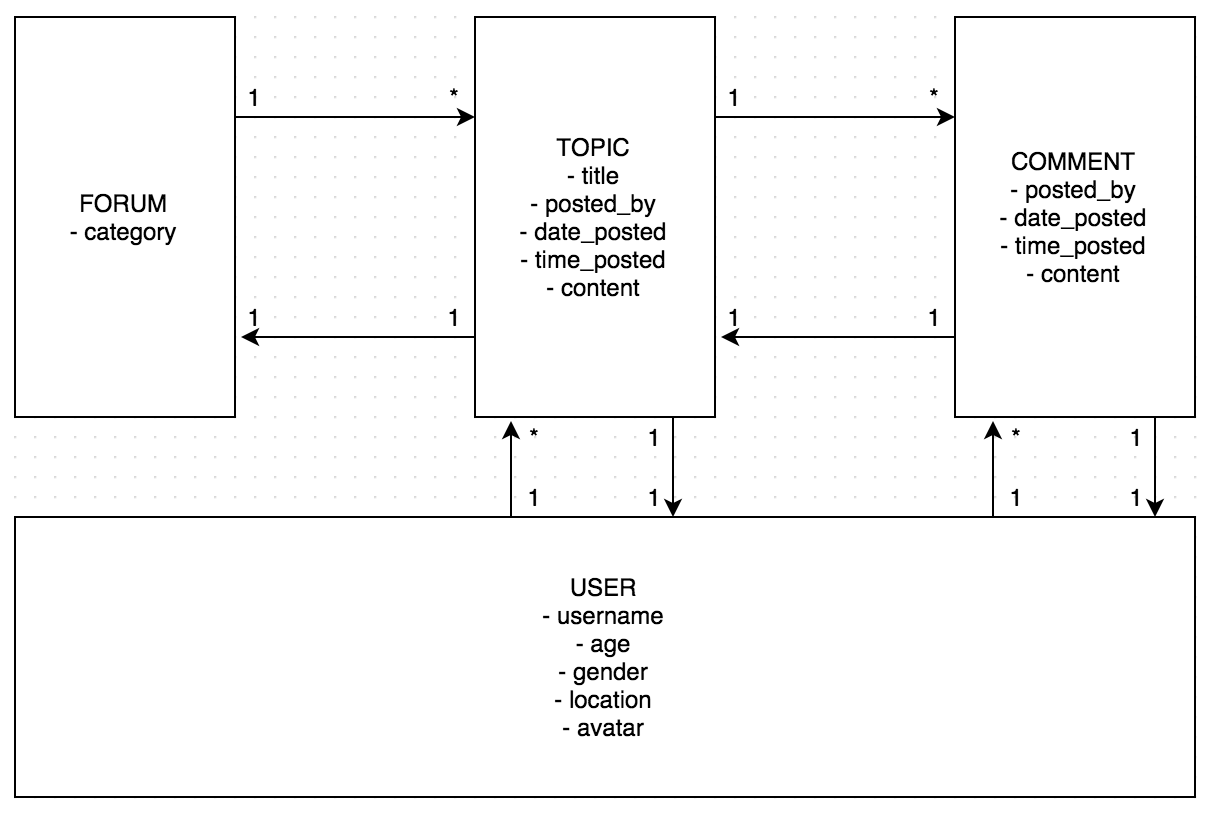 1 * 1 *
FORUM
- category
TOPIC
- title
- posted_by
- date_posted
- time_posted
- content
COMMENT
- posted_by
- date_posted
- time_posted
- content
1 1 1 1
* 1 * 1
1 1 1 1
USER
- username
- age
- gender
- location
- avatar